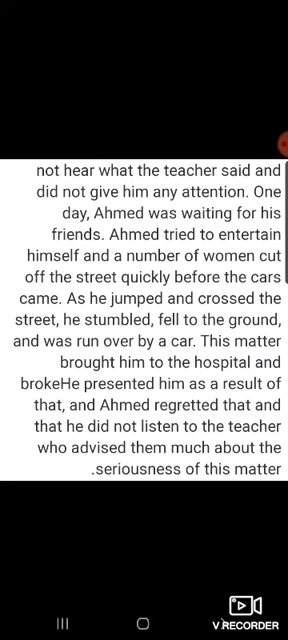 not hear what the teacher said and
did not give him any attention. One
day, Ahmed was waiting for his
friends. Ahmed tried to entertain
himself and a number of women cut
off the street quickly before the cars
came. As he jumped and crossed the
street, he stumbled, fell to the ground,
and was run over by a car. This matter
brought him to the hospital and
brokeHe presented him as a result of
that, and Ahmed regretted that and
that he did not listen to the teacher
who advised them much about the
.seriousness of this matter
V RECORDER